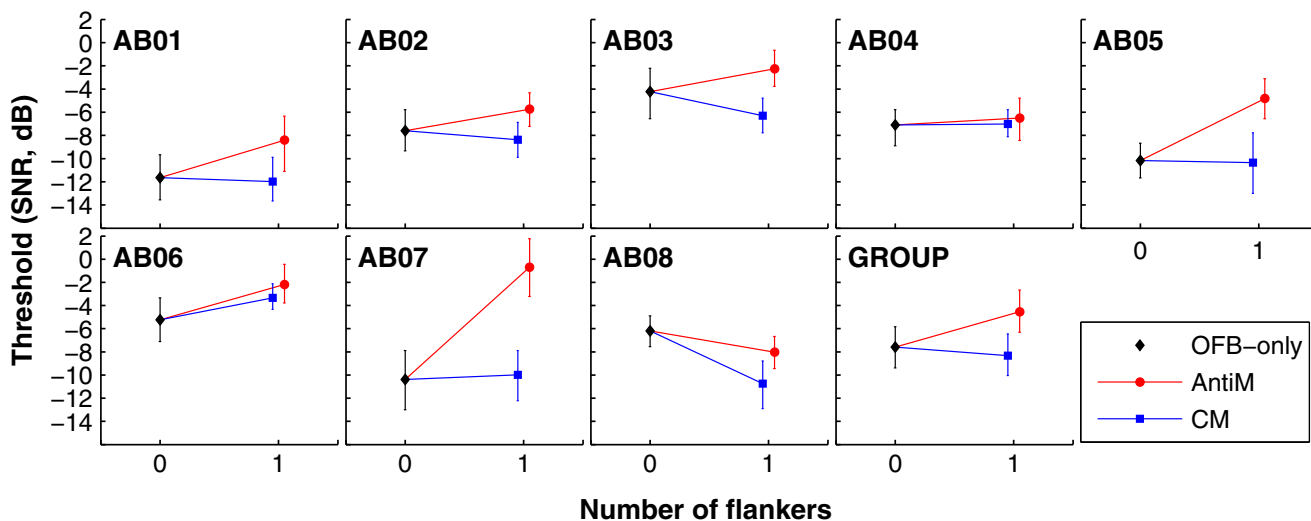 AB01 AB02 AB03 AB04 AB05
2
0
−2
−4
−6
−8
−10
−12
−14
0 1
AB06 AB07 AB08 GROUP
2
0
−2
−4
−6
−8
−10
−12
−14
0 1 0 1 0 1 0 1
Threshold (SNR, dB)
Number of flankers
OFB−only
AntiM
CM